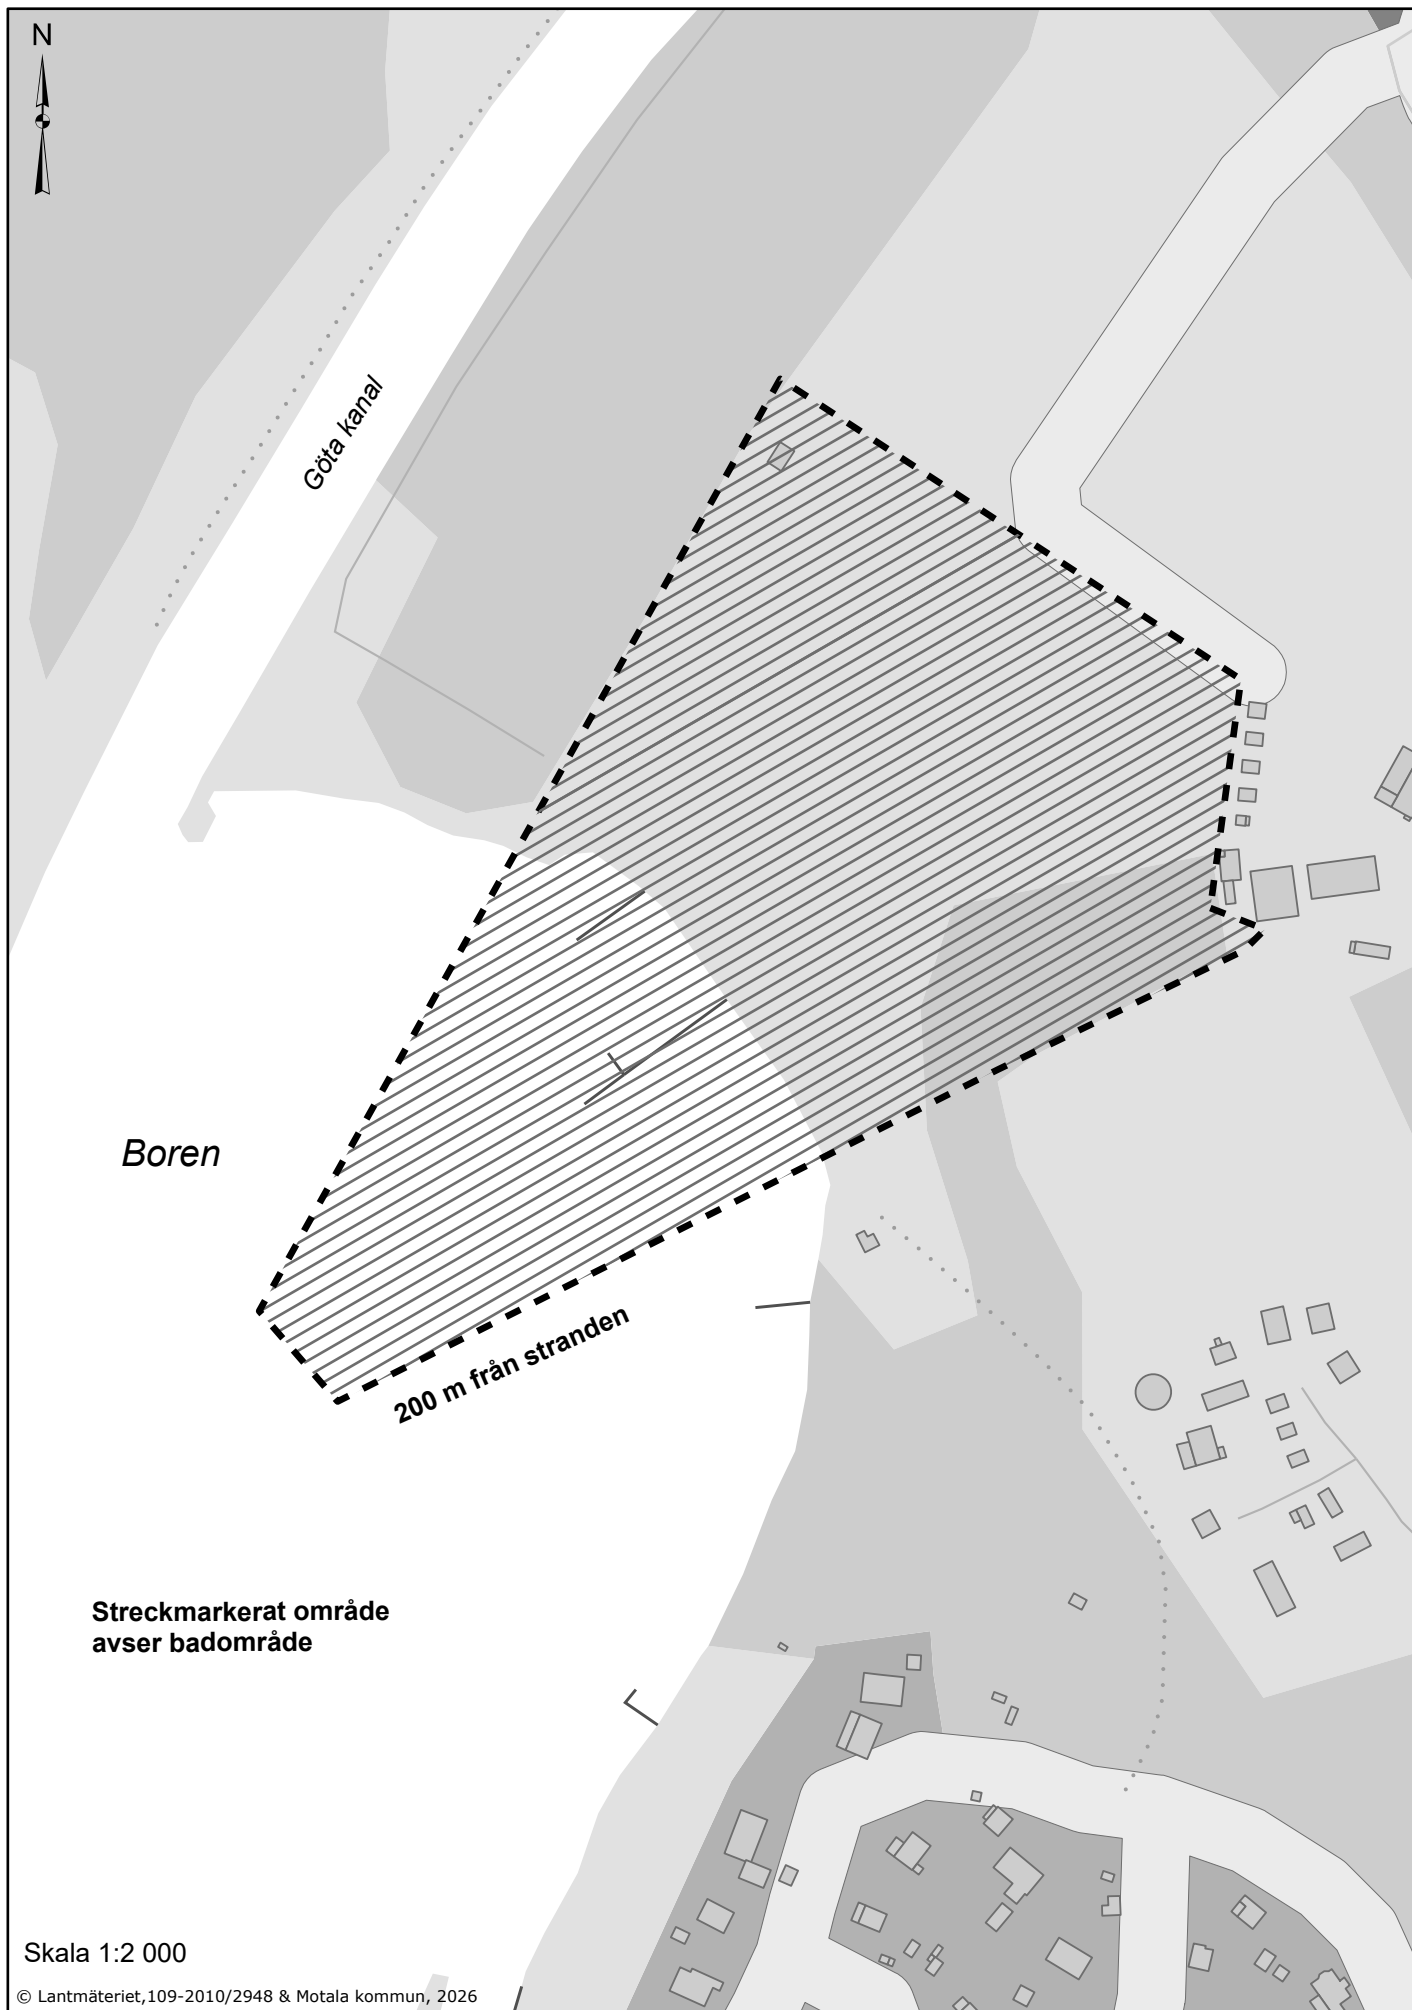 N
Göta kanal
Boren
200 m från stranden
Streckmarkerat område
avser badområde
Skala 1:2 000
© Lantmäteriet,109-2010/2948 & Motala kommun, 2026